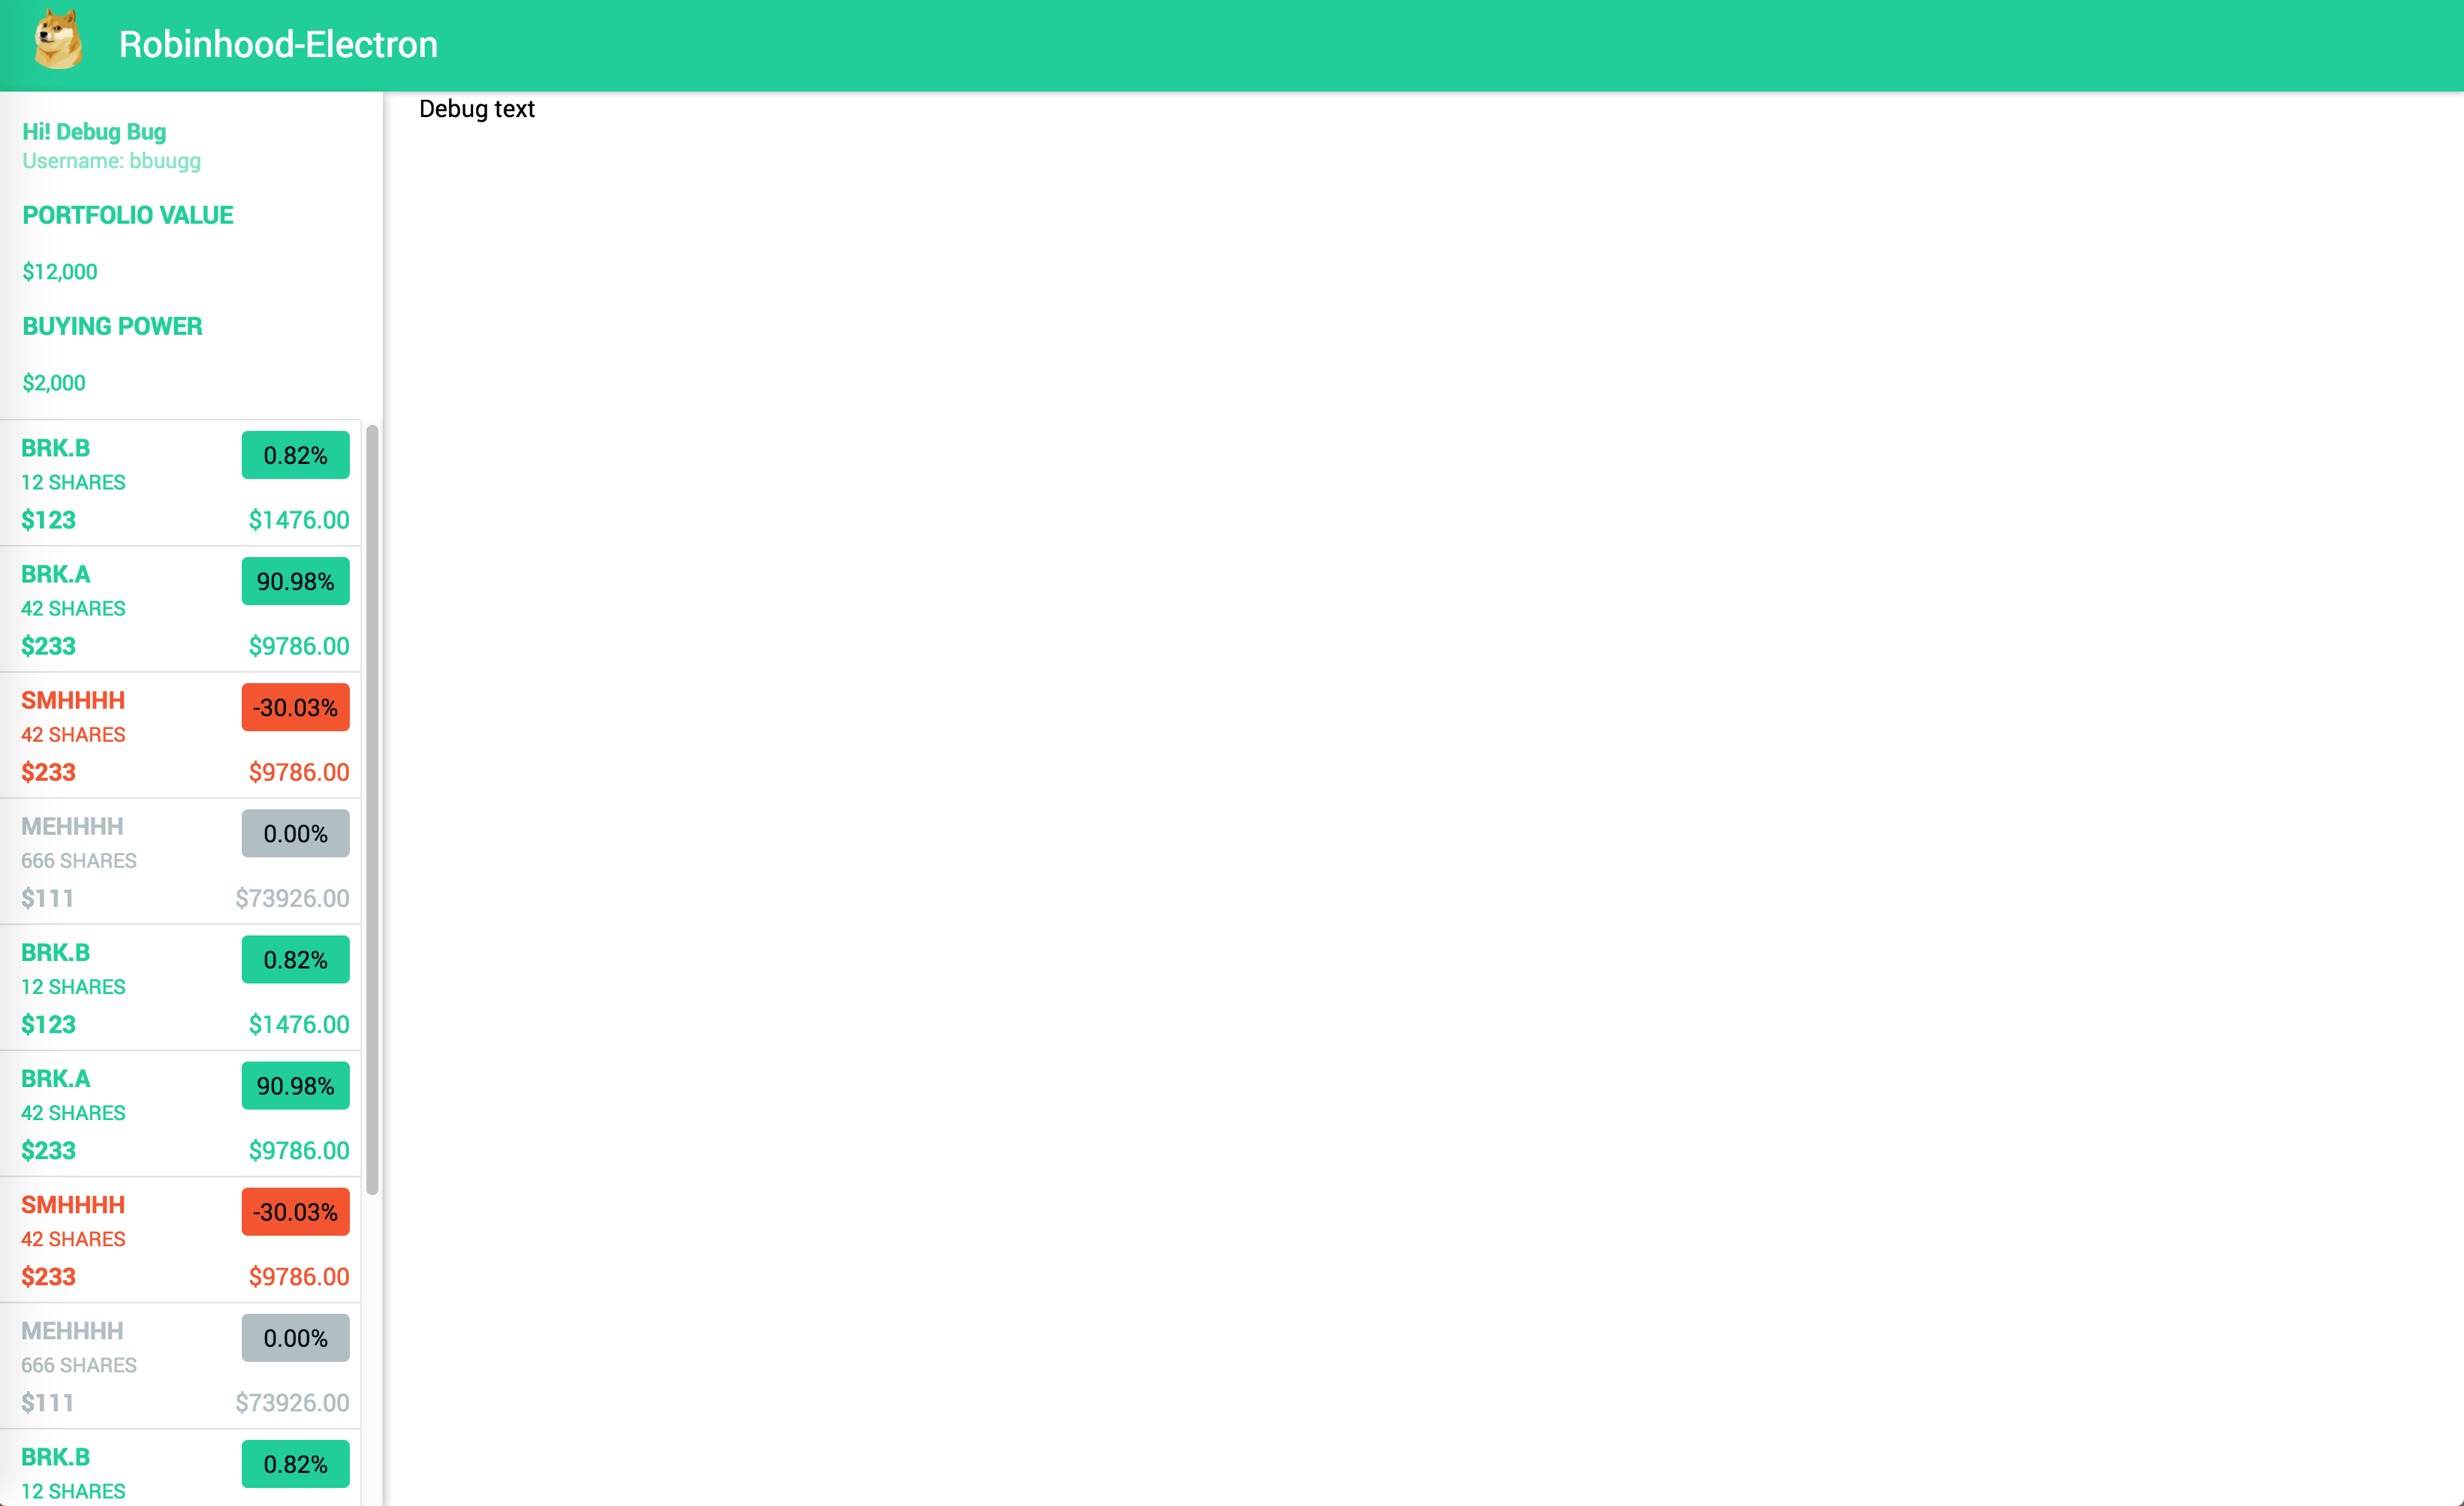 Robinhood-Electron
Debug text
Hi! Debug Bug
Username: bbuugg
PORTFOLIO VALUE
$12,000
BUYING POWER
$2,000
BRK.B 0.82%
12 SHARES
$123 $1476.00
BRK.A 90.98%
42 SHARES
$233 $9786.00
SMHHHH -30.03%
42 SHARES
$233 $9786.00
MEHHHH 0.00%
666 SHARES
$111 $73926.00
BRK.B 0.82%
12 SHARES
$123 $1476.00
BRK.A 90.98%
42 SHARES
$233 $9786.00
SMHHHH -30.03%
42 SHARES
$233 $9786.00
MEHHHH 0.00%
666 SHARES
$111 $73926.00
BRK.B 0.82%
12 SHARES